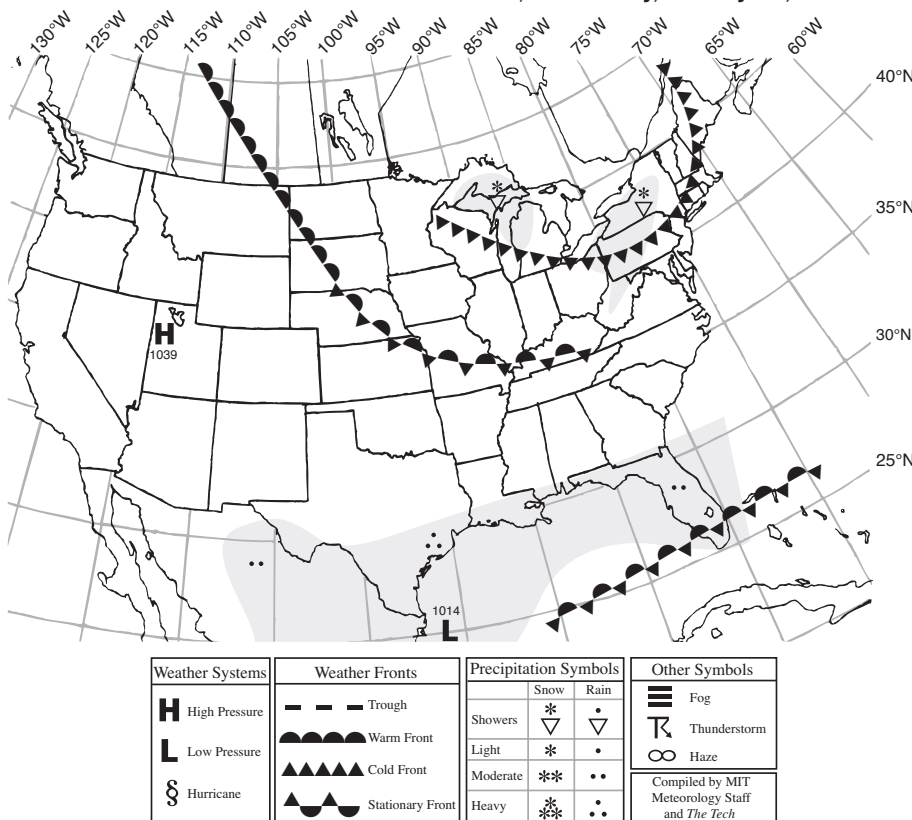 130°W 125°W 120°W 115°W 110°W 105°W 100°W 95°W 90°W 85°W 80°W 75°W 70°W 65°W 60°W
40°N
35°N
30°N
25°N
H
1039
1014
L
Weather Systems
H High Pressure
L Low Pressure
§ Hurricane
Weather Fronts
Trough
Warm Front
Cold Front
Stationary Front
Precipitation Symbols
Snow Rain
Showers
Light
Moderate
Heavy
Other Symbols
Fog
Thunderstorm
Haze
Compiled by MIT
Meteorology Staff
and The Tech